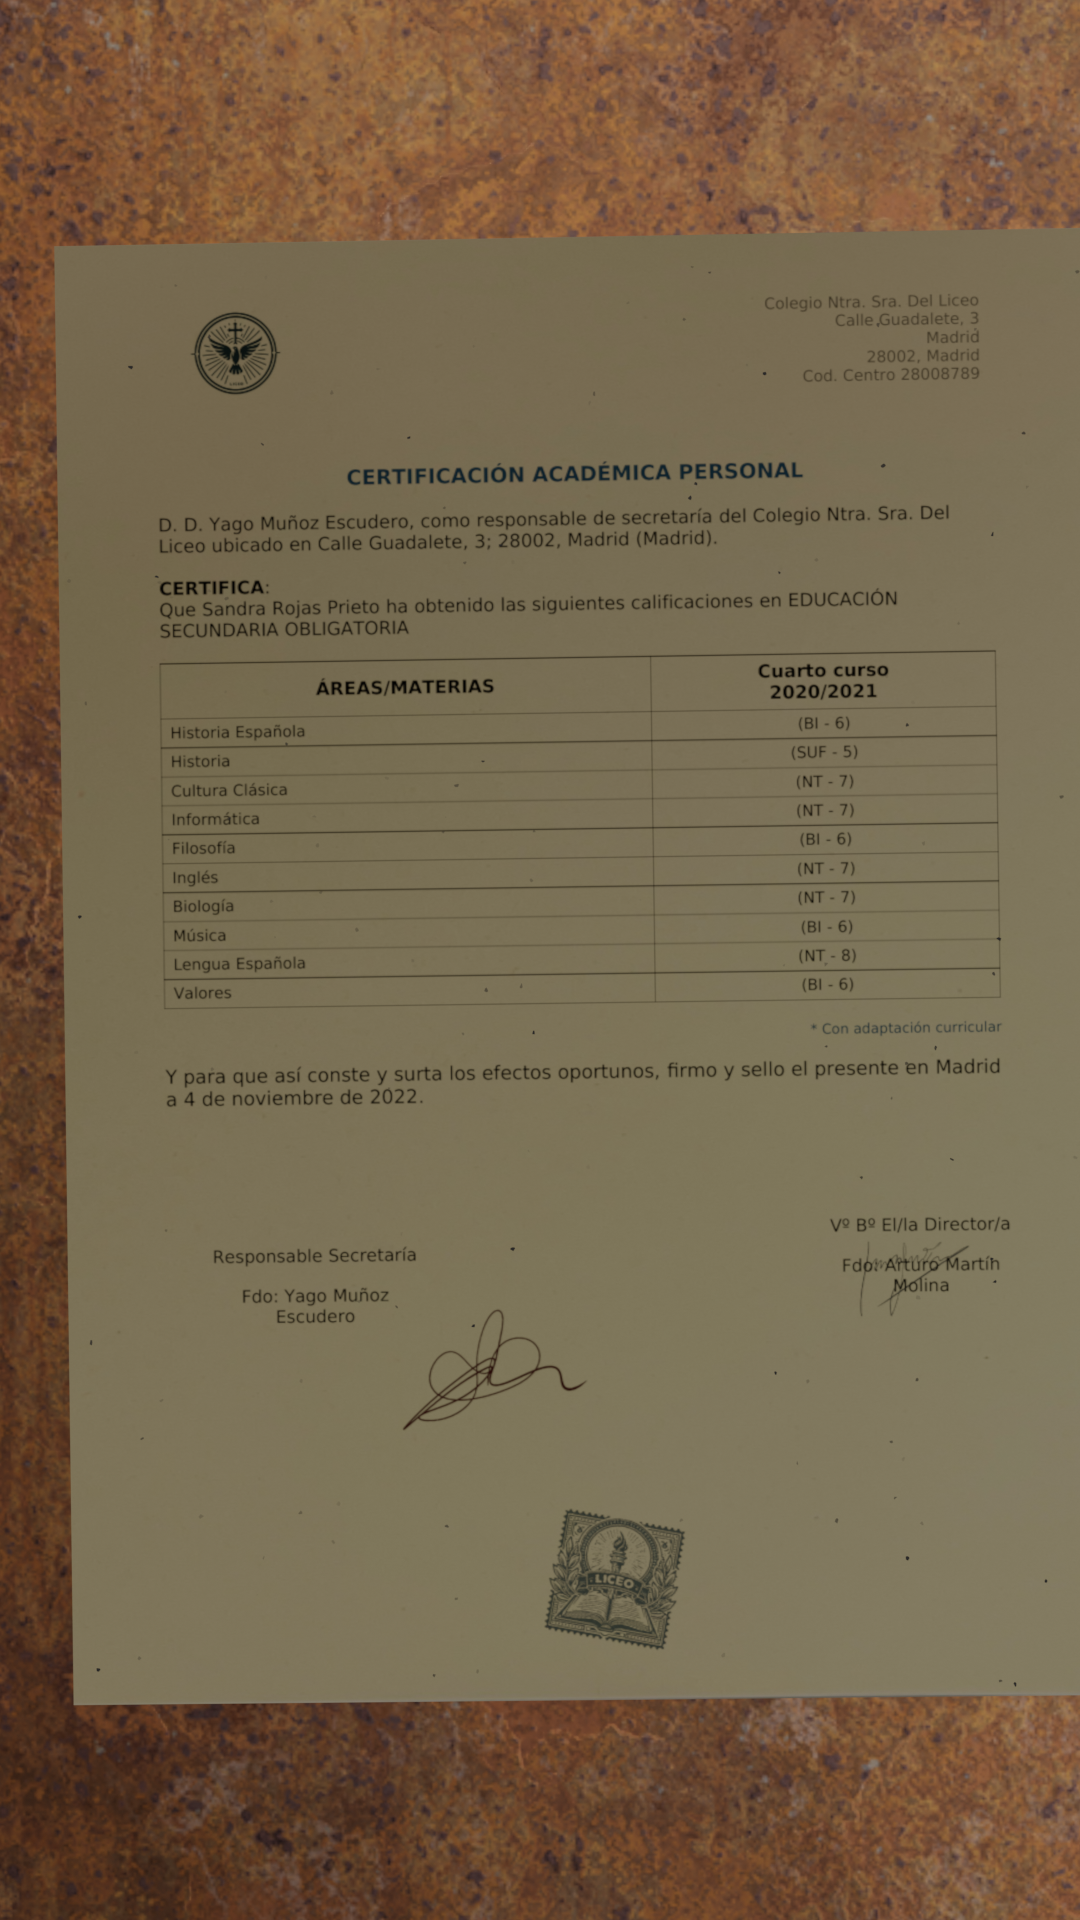 Colegio Ntra. Sra. Del Liceo
Calle Guadalete, 3
Madrid
28002, Madrid
Cod. Centro 28008789
CERTIFICACIÓN ACADÉMICA PERSONAL
D. D. Yago Muñoz Escudero, como responsable de secretaría del Colegio Ntra. Sra. Del
Liceo ubicado en Calle Guadalete, 3; 28002, Madrid (Madrid).
CERTIFICA:
Que Sandra Rojas Prieto ha obtenido las siguientes calificaciones en EDUCACIÓN
SECUNDARIA OBLIGATORIA
ÁREAS/MATERIAS Cuarto curso
2020/2021
Historia Española (BI - 6)
Historia (SUF - 5)
Cultura Clásica (NT - 7)
Informática (NT - 7)
Filosofía (BI - 6)
Inglés (NT - 7)
Biología (NT - 7)
Música (BI - 6)
Lengua Española (NT - 8)
Valores (BI - 6)
* Con adaptación curricular
Y para que así conste y surta los efectos oportunos, firmo y sello el presente en Madrid
a 4 de noviembre de 2022.
Responsable Secretaría
Fdo: Yago Muñoz
Escudero
Vº Bº El/la Director/a
Fdo: Arturo Martín
Molina
LICEO